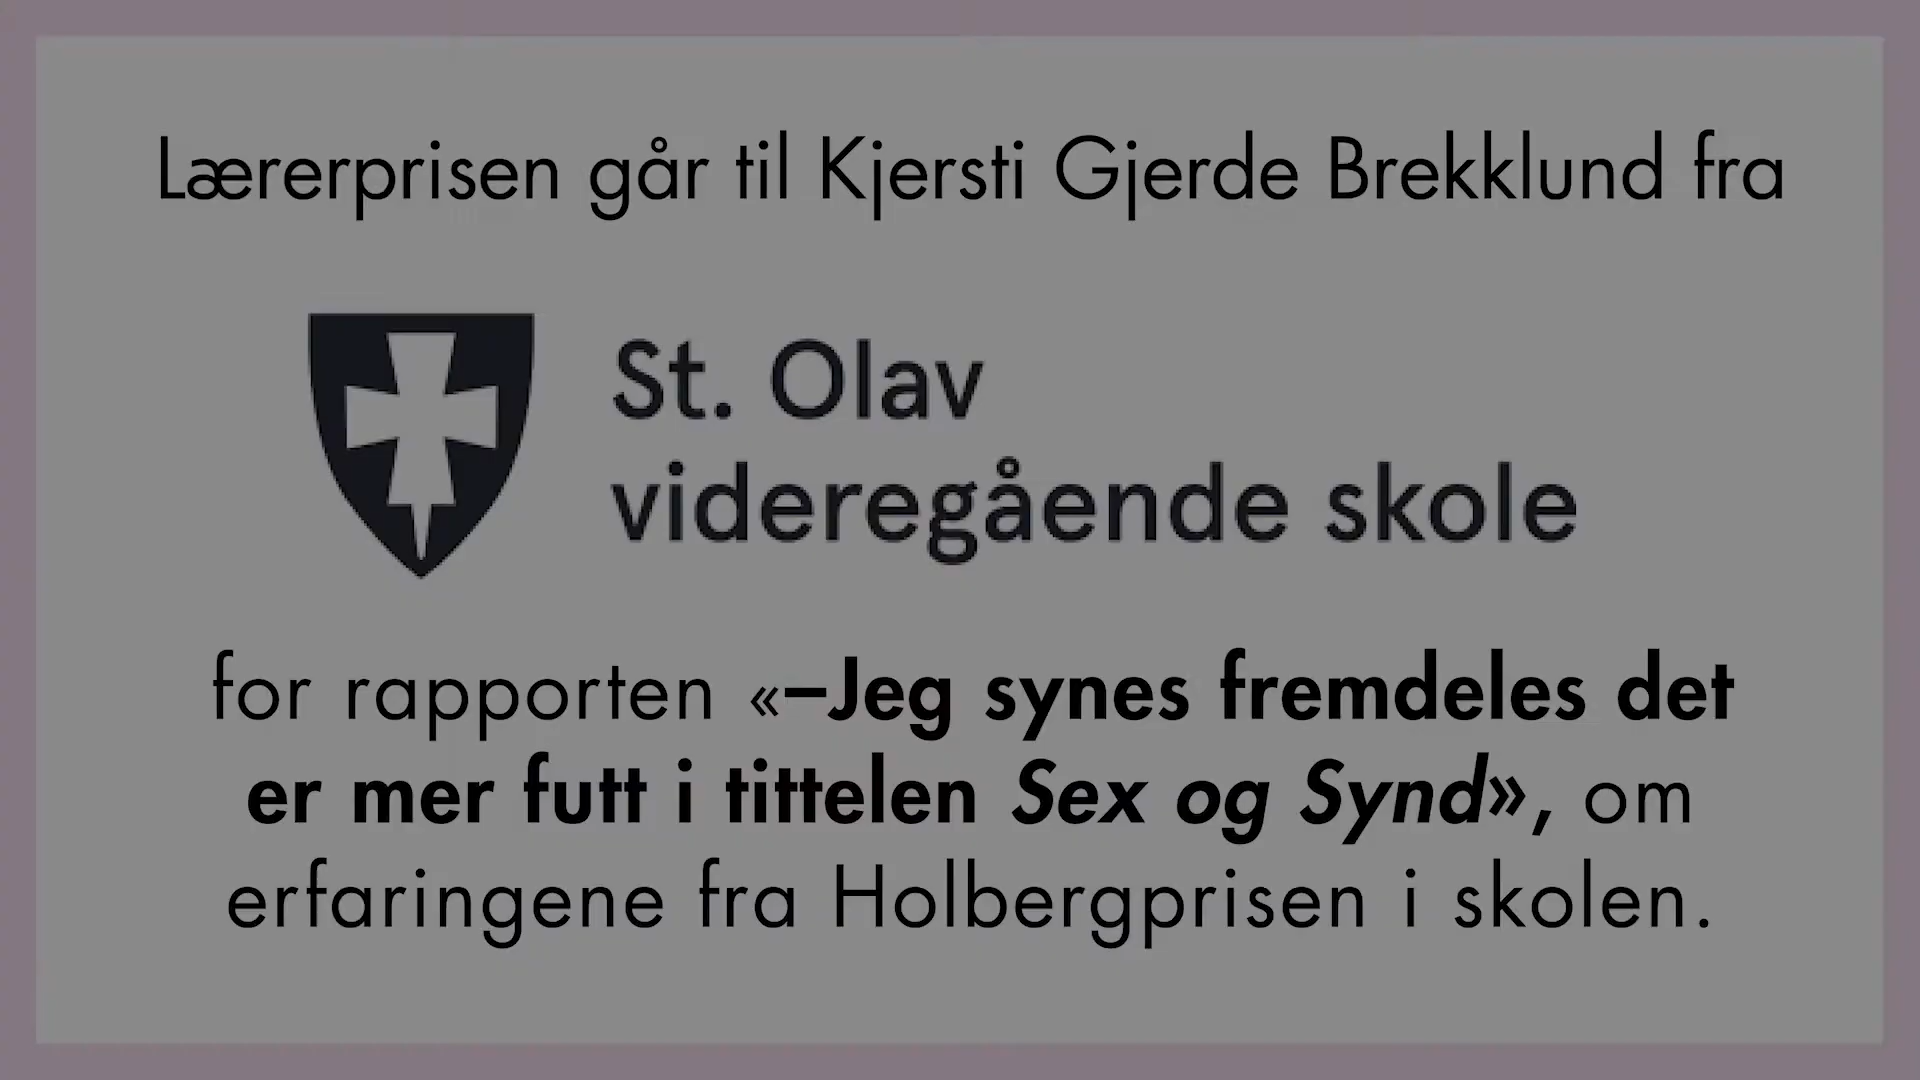 Lærerprisen går til Kjersti Gjerde Brekklund fra
St. Olav
videregående skole
for rapporten «–Jeg synes fremdeles det
er mer futt i tittelen Sex og Synd», om
erfaringene fra Holbergprisen i skolen.